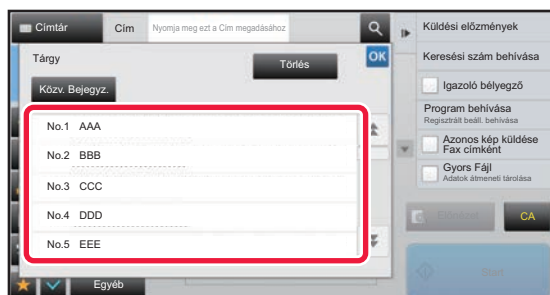 Címtár
Cím
Nyomja meg ezt a Cím megadásához
Tárgy
Törlés
OK
Közv. Bejegyz.
No.1 AAA
No.2 BBB
No.3 CCC
No.4 DDD
No.5 EEE
Egyéb
Küldési előzmények
Keresési szám behívása
Igazoló bélyegző
Program behívása
Regisztrált beáll. behívása
Azonos kép küldése
Fax címként
Gyors Fájl
Adatok átmeneti tárolása
Előnézet
CA
Start